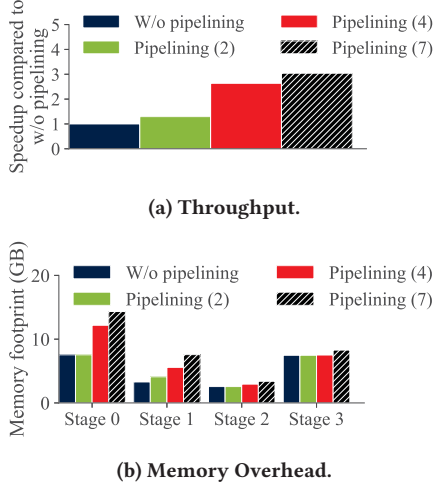 Speedup compared to
w/o pipelining
5
4
3
2
1
0
W/o pipelining
Pipelining (2)
Pipelining (4)
Pipelining (7)
(a) Throughput.
Memory footprint (GB)
20
10
0
W/o pipelining
Pipelining (2)
Pipelining (4)
Pipelining (7)
Stage 0 Stage 1 Stage 2 Stage 3
(b) Memory Overhead.